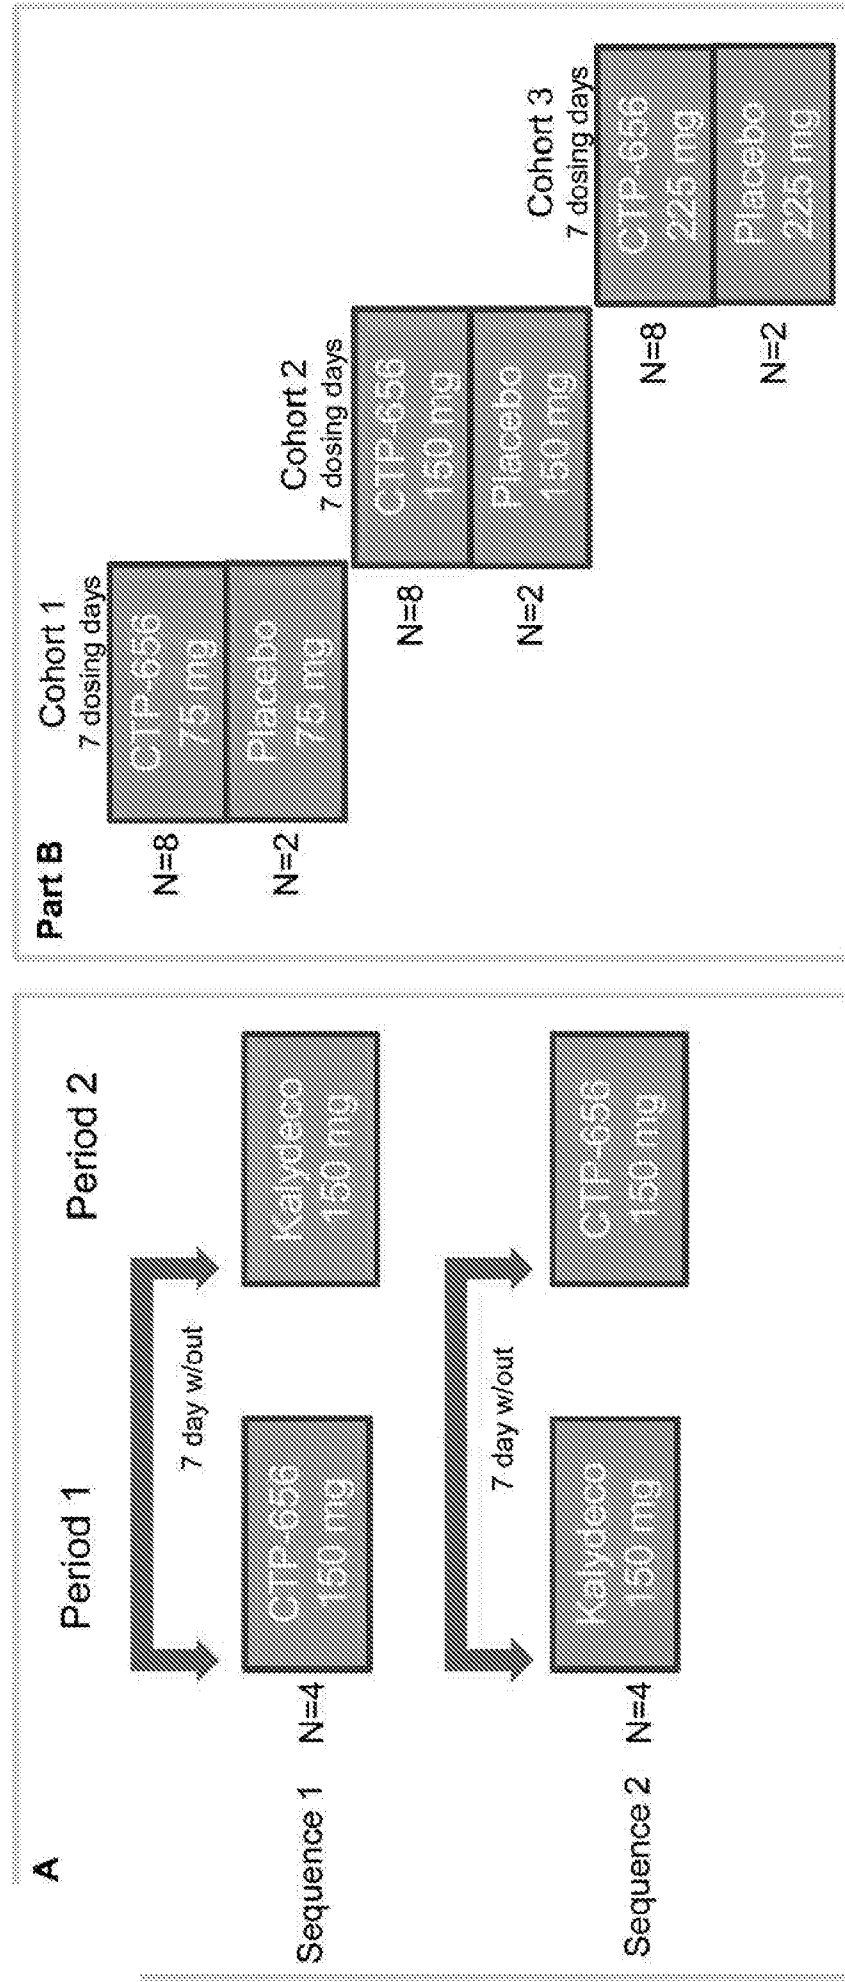 A
Period 1
Period 2
Sequence 1
N=4
CTP-656
150 mg
7 day w/out
Kalydeco
150 mg
Sequence 2
N=4
Kalydeco
150 mg
7 day w/out
CTP-656
150 mg
Part B
Cohort 1
7 dosing days
N=8
CTP-656
75 mg
N=2
Placebo
75 mg
Cohort 2
7 dosing days
N=8
CTP-656
150 mg
N=2
Placebo
150 mg
Cohort 3
7 dosing days
N=8
CTP-656
225 mg
N=2
Placebo
225 mg